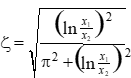 ζ = √( (ln x₁/x₂)² / (π² + (ln x₁/x₂)²) )